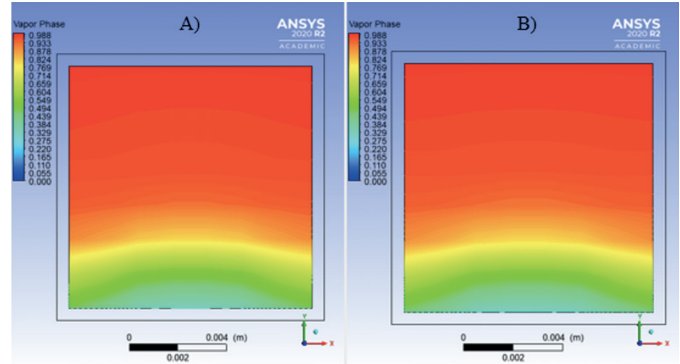 Vapor Phase
0.988
0.933
0.878
0.824
0.769
0.714
0.659
0.604
0.549
0.494
0.439
0.384
0.329
0.275
0.220
0.165
0.110
0.055
0.000
A)
ANSYS
2020 R2
ACADEMIC
0
0.004 (m)
0.002
Y
X
Vapor Phase
0.988
0.933
0.878
0.824
0.769
0.714
0.659
0.604
0.549
0.494
0.439
0.384
0.329
0.275
0.220
0.165
0.110
0.055
0.000
B)
ANSYS
2020 R2
ACADEMIC
0
0.004 (m)
0.002
Y
X